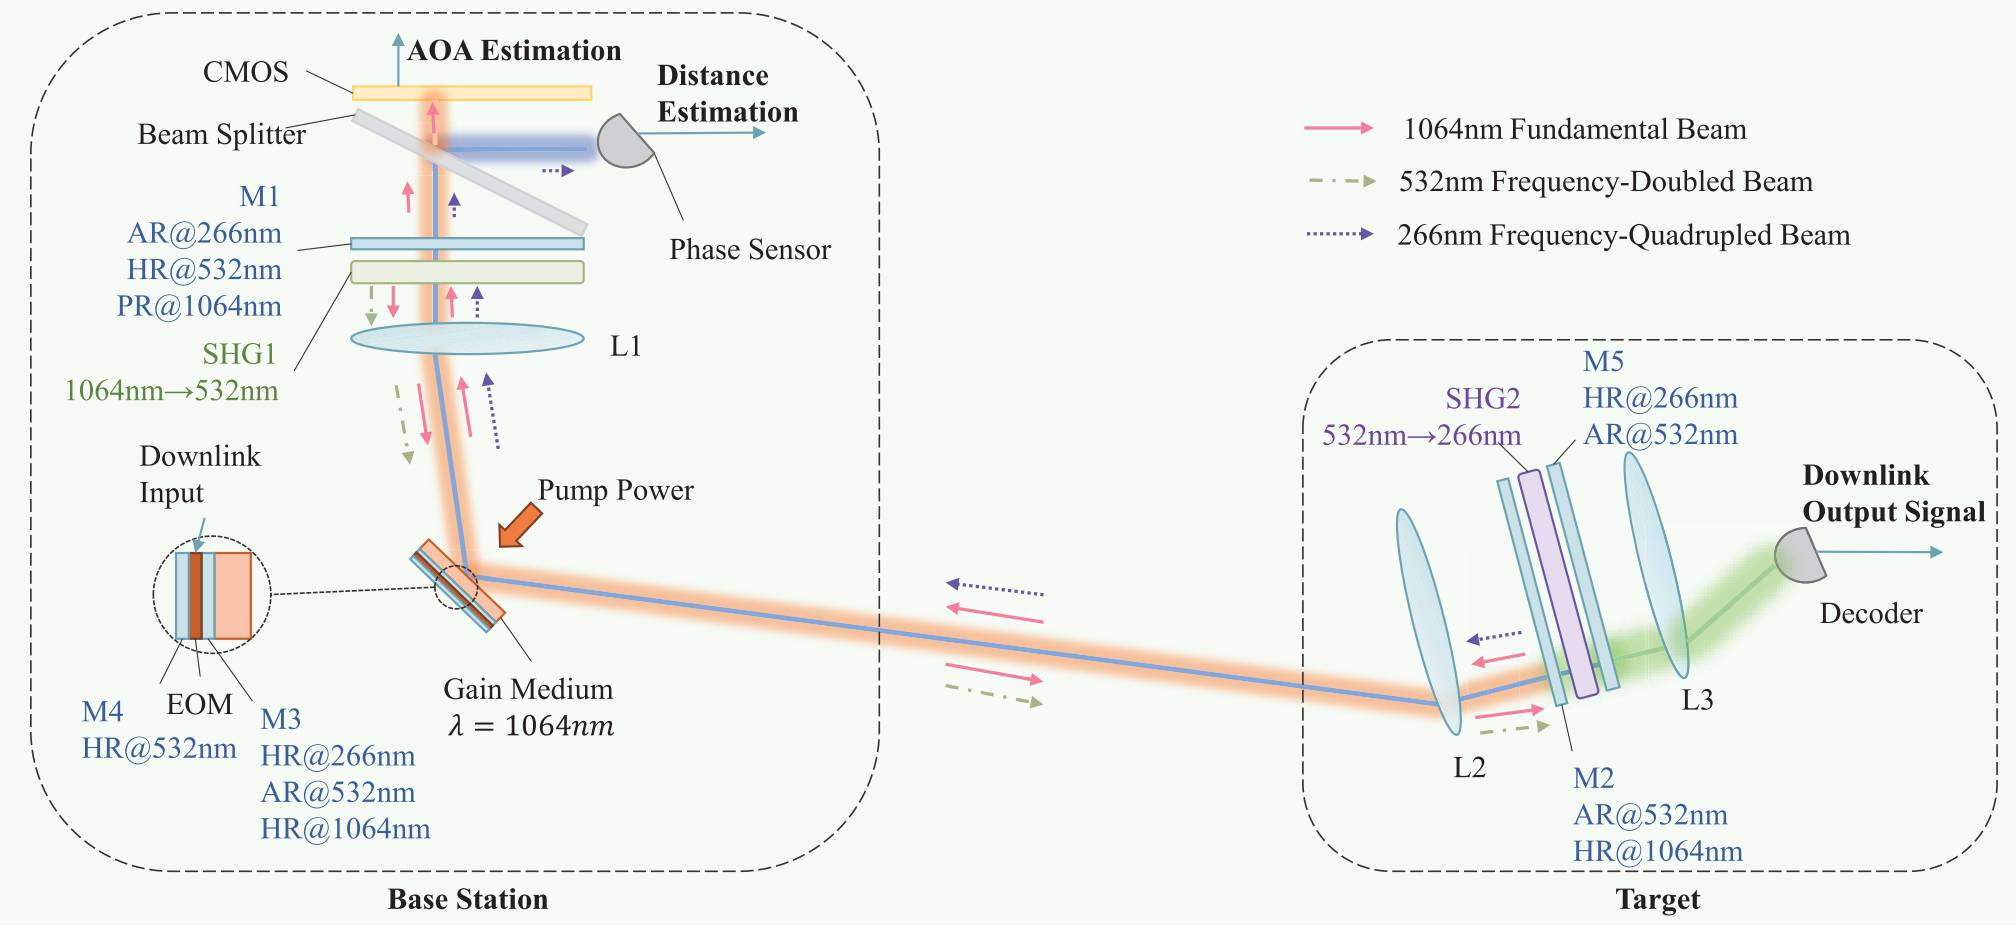 AOA Estimation
CMOS
Distance
Estimation
Beam Splitter
M1
AR@266nm
HR@532nm
PR@1064nm
Phase Sensor
SHG1
1064nm→532nm
L1
Downlink
Input
Pump Power
M4
HR@532nm
EOM
M3
HR@266nm
AR@532nm
HR@1064nm
Gain Medium
λ = 1064nm
Base Station
1064nm Fundamental Beam
532nm Frequency-Doubled Beam
266nm Frequency-Quadrupled Beam
M5
HR@266nm
AR@532nm
SHG2
532nm→266nm
Downlink
Output Signal
Decoder
L3
L2
M2
AR@532nm
HR@1064nm
Target